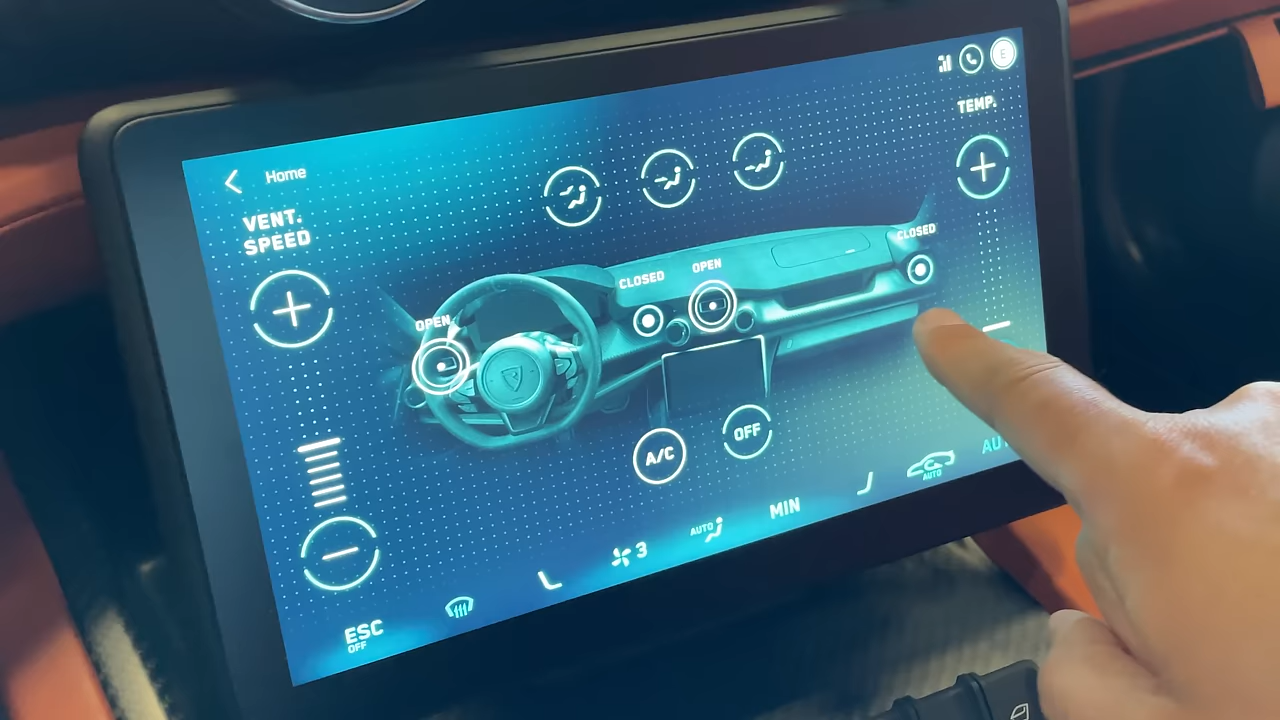 E
TEMP.
Home
VENT.
SPEED
CLOSED
OPEN
CLOSED
OPEN
A/C
OFF
AUTO
AUTO
3
MIN
ESC
OFF